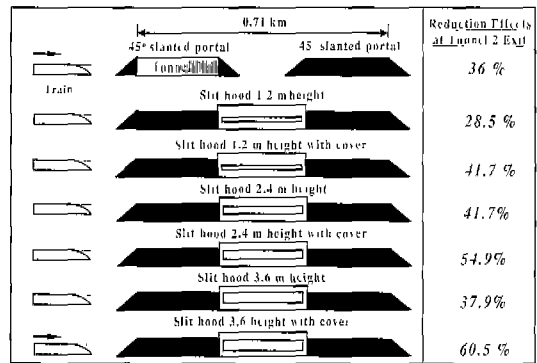 0.71 km
Reduction Effects
at Tunnel 2 Exit
45° slanted portal
45 slanted portal
36 %
Train
Slit hood 1.2 m height
28.5 %
Slit hood 1.2 m height with cover
41.7 %
Slit hood 2.4 m height
41.7%
Slit hood 2.4 m height with cover
54.9%
Slit hood 3.6 m height
37.9%
Slit hood 3.6 height with cover
60.5 %